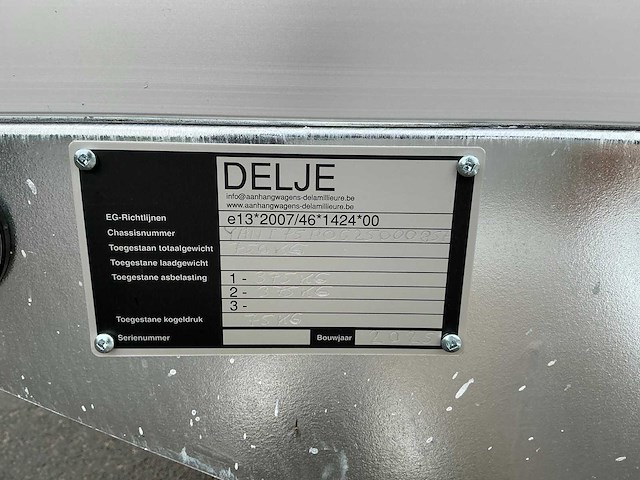 DELJE
info@aanhangwagens-delamillieure.be
www.aanhangwagens-delamillieure.be
EG-Richtlijnen e13*2007/46*1424*00
Chassisnummer
Toegestaan totaalgewicht
Toegestane laadgewicht
Toegestane asbelasting 1 -
2 -
3 -
Toegestane kogeldruk
Serienummer Bouwjaar